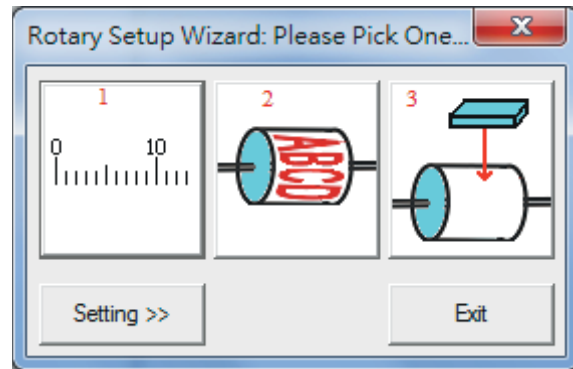 Rotary Setup Wizard: Please Pick One...
1
2
3
0 10
ABCD
Setting >>
Exit